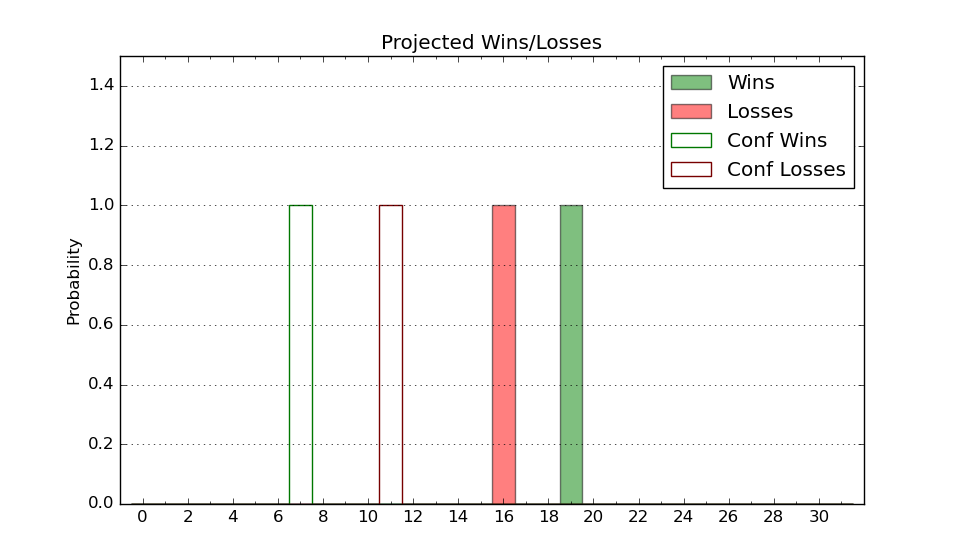 Projected Wins/Losses
Wins
Losses
Conf Wins
Conf Losses
Probability
1.4
1.2
1.0
0.8
0.6
0.4
0.2
0.0
0 2 4 6 8 10 12 14 16 18 20 22 24 26 28 30